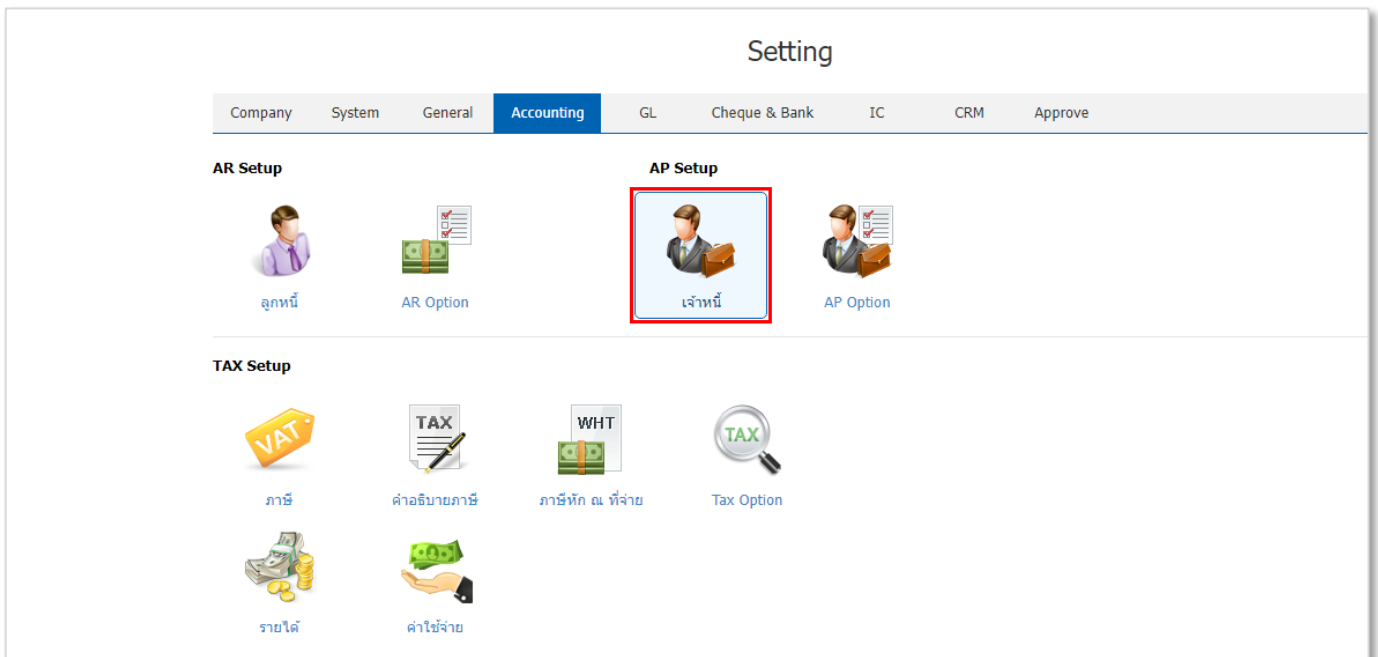 Setting
Company System General Accounting GL Cheque & Bank IC CRM Approve
AR Setup AP Setup
ลูกหนี้ AR Option เจ้าหนี้ AP Option
TAX Setup
VAT TAX WHT TAX
ภาษี คำอธิบายภาษี ภาษีหัก ณ ที่จ่าย Tax Option
รายได้ ค่าใช้จ่าย